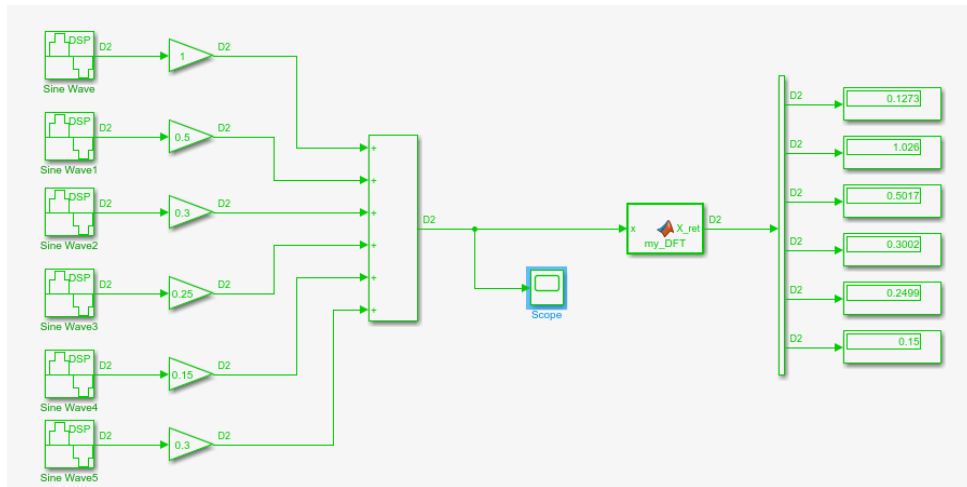 DSP D2 1 D2
Sine Wave
DSP D2 0.5 D2
Sine Wave1
DSP D2 0.3 D2
Sine Wave2
DSP D2 0.25 D2
Sine Wave3
DSP D2 0.15 D2
Sine Wave4
DSP D2 0.3 D2
Sine Wave5
+
+
+
+
+
+
D2
Scope
x X_ret D2
my_DFT
D2 0.1273
D2 1.026
D2 0.5017
D2 0.3002
D2 0.2499
D2 0.15